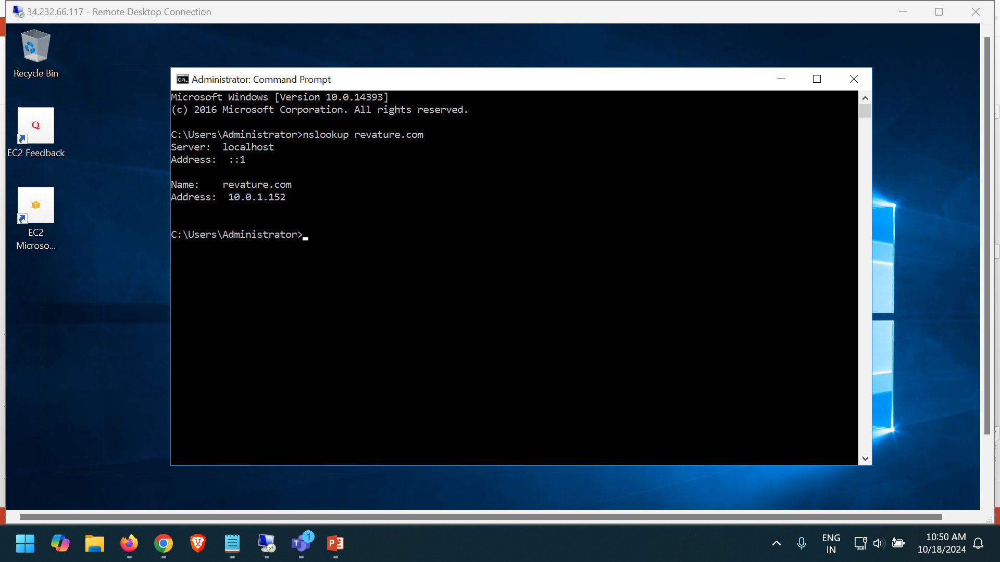 34.232.66.117 - Remote Desktop Connection
Recycle Bin
Q
EC2 Feedback
EC2
Microso...
C:\.
Administrator: Command Prompt
Microsoft Windows [Version 10.0.14393]
(c) 2016 Microsoft Corporation. All rights reserved.
C:\Users\Administrator>nslookup revature.com
Server:  localhost
Address:  ::1
Name:    revature.com
Address:  10.0.1.152
C:\Users\Administrator>
T
1
P
ENG
IN
10:50 AM
10/18/2024